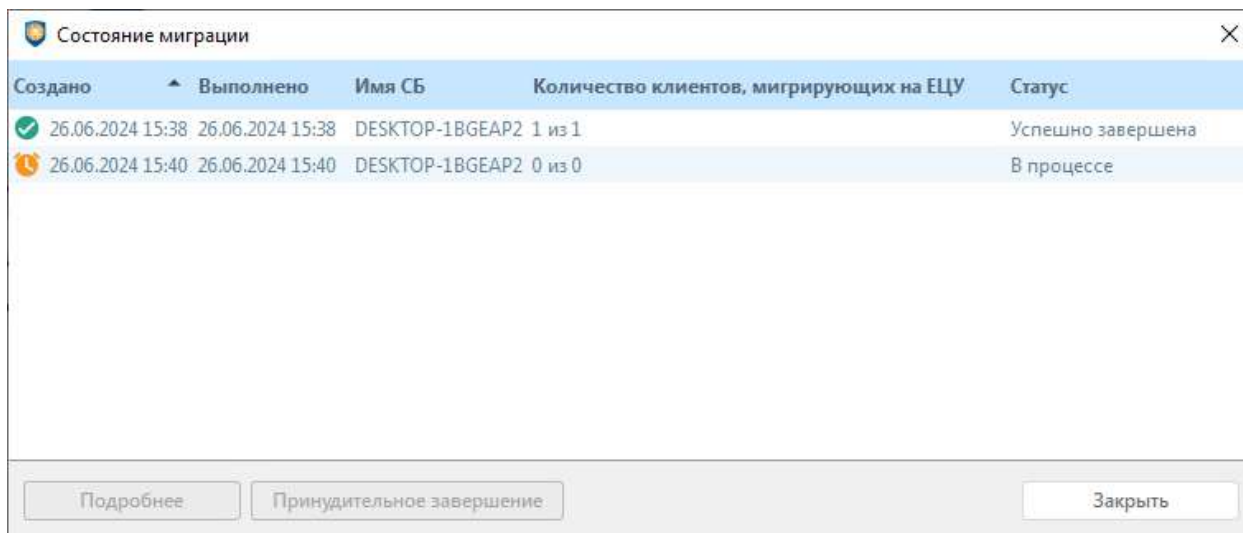 Состояние миграции
Создано Выполнено Имя СБ Количество клиентов, мигрирующих на ЕЦУ Статус
26.06.2024 15:38 26.06.2024 15:38 DESKTOP-1BGEAP2 1 из 1 Успешно завершена
26.06.2024 15:40 26.06.2024 15:40 DESKTOP-1BGEAP2 0 из 0 В процессе
Подробнее Принудительное завершение Закрыть